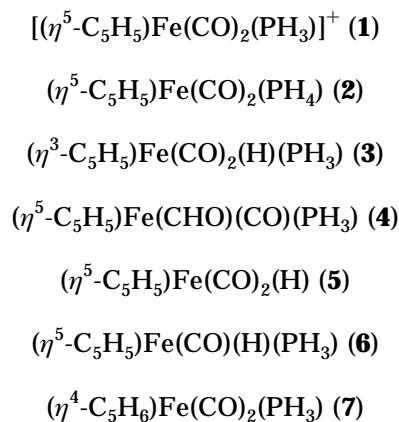 [(η⁵-C₅H₅)Fe(CO)₂(PH₃)]⁺ (1)
(η⁵-C₅H₅)Fe(CO)₂(PH₄) (2)
(η³-C₅H₅)Fe(CO)₂(H)(PH₃) (3)
(η⁵-C₅H₅)Fe(CHO)(CO)(PH₃) (4)
(η⁵-C₅H₅)Fe(CO)₂(H) (5)
(η⁵-C₅H₅)Fe(CO)(H)(PH₃) (6)
(η⁴-C₅H₆)Fe(CO)₂(PH₃) (7)